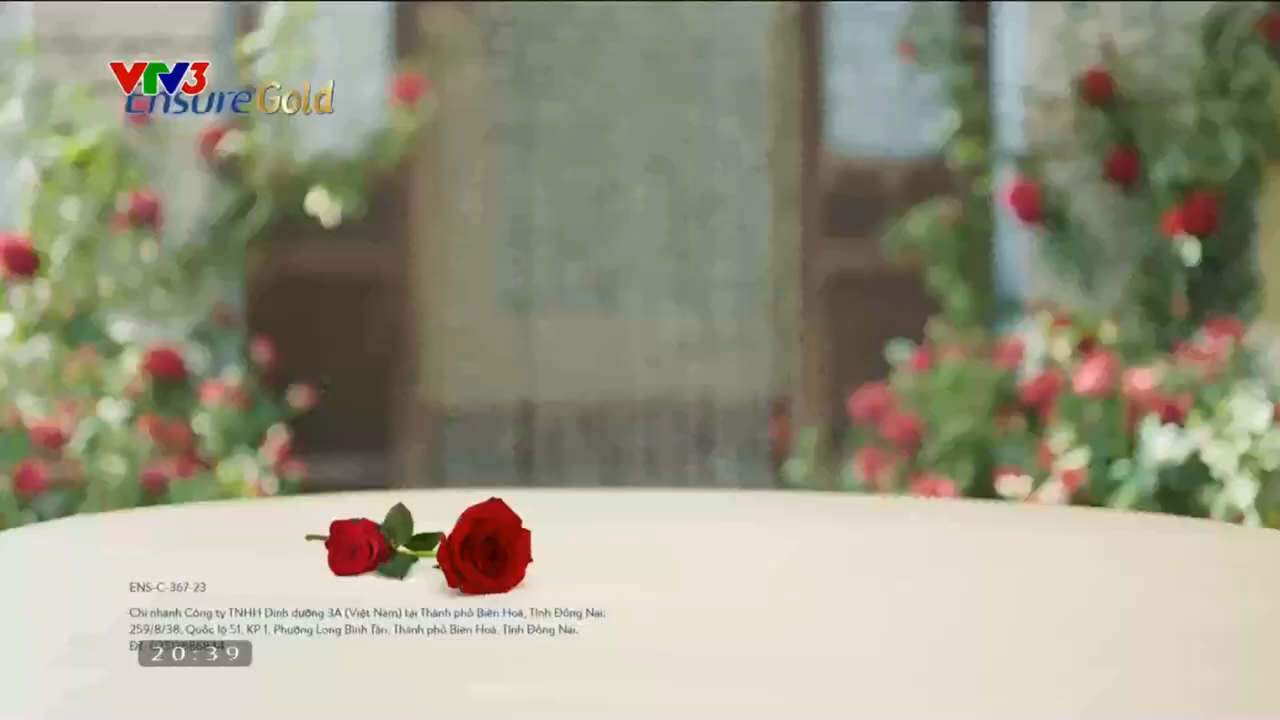 VTV3
EnsureGold
ENS-C-367-23
Chi nhánh Công ty TNHH Dinh dưỡng 3A (Việt Nam) tại Thành phố Biên Hoà, Tỉnh Đồng Nai:
259/8/38, Quốc lộ 51, KP 1, Phường Long Bình Tân, Thành phố Biên Hoà, Tỉnh Đồng Nai.
ĐT:
20:39